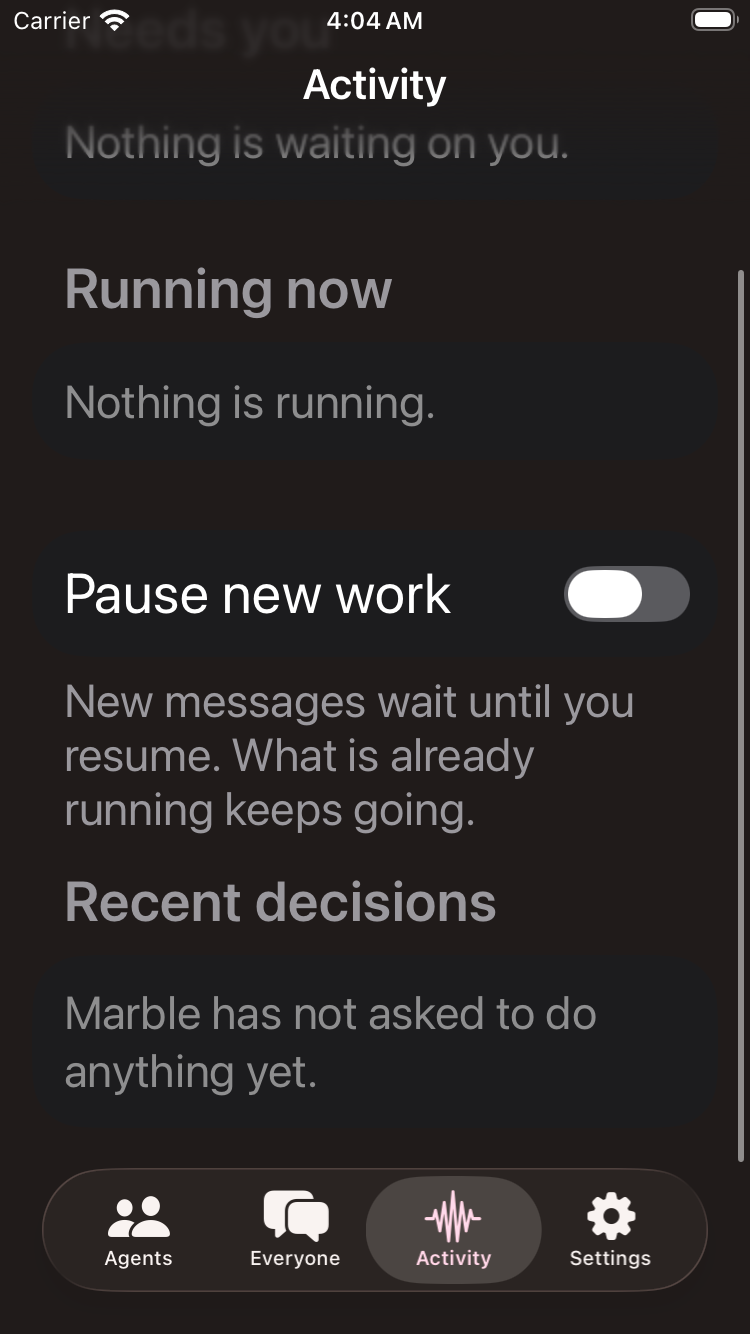 Carrier 4:04 AM
Needs you
Activity
Nothing is waiting on you.
Running now
Nothing is running.
Pause new work
New messages wait until you
resume. What is already
running keeps going.
Recent decisions
Marble has not asked to do
anything yet.
Agents Everyone Activity Settings